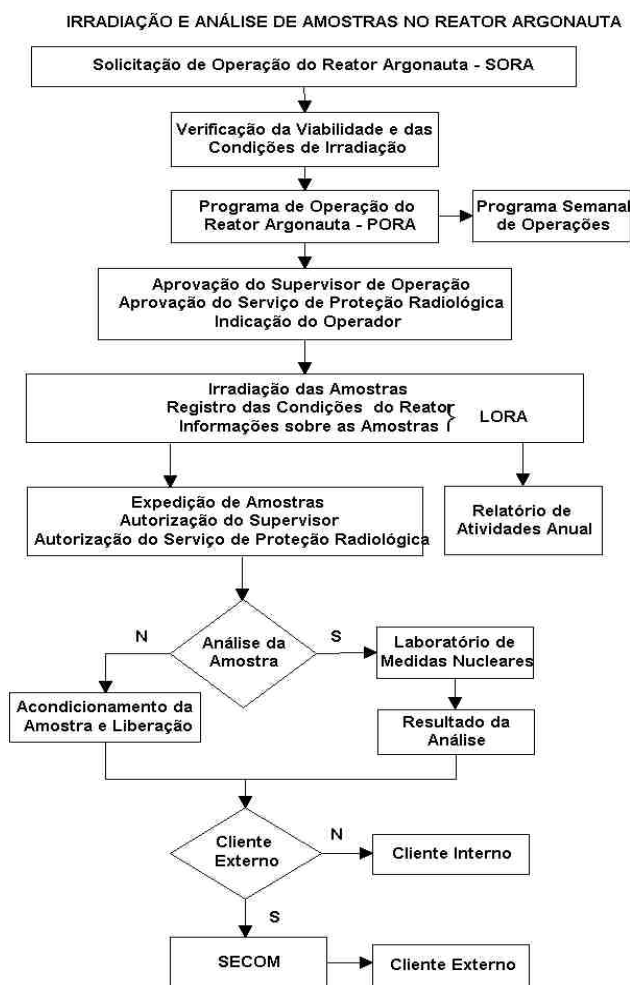 IRRADIAÇÃO E ANÁLISE DE AMOSTRAS NO REATOR ARGONAUTA
Solicitação de Operação do Reator Argonauta - SORA
Verificação da Viabilidade e das
Condições de Irradiação
Programa de Operação do
Reator Argonauta - PORA
Programa Semanal
de Operações
Aprovação do Supervisor de Operação
Aprovação do Serviço de Proteção Radiológica
Indicação do Operador
Irradiação das Amostras
Registro das Condições do Reator
Informações sobre as Amostras
LORA
Expedição de Amostras
Autorização do Supervisor
Autorização do Serviço de Proteção Radiológica
Relatório de
Atividades Anual
N
Análise da
Amostra
S
Laboratório de
Medidas Nucleares
Acondicionamento da
Amostra e Liberação
Resultado da
Análise
Cliente
Externo
N
Cliente Interno
S
SECOM
Cliente Externo